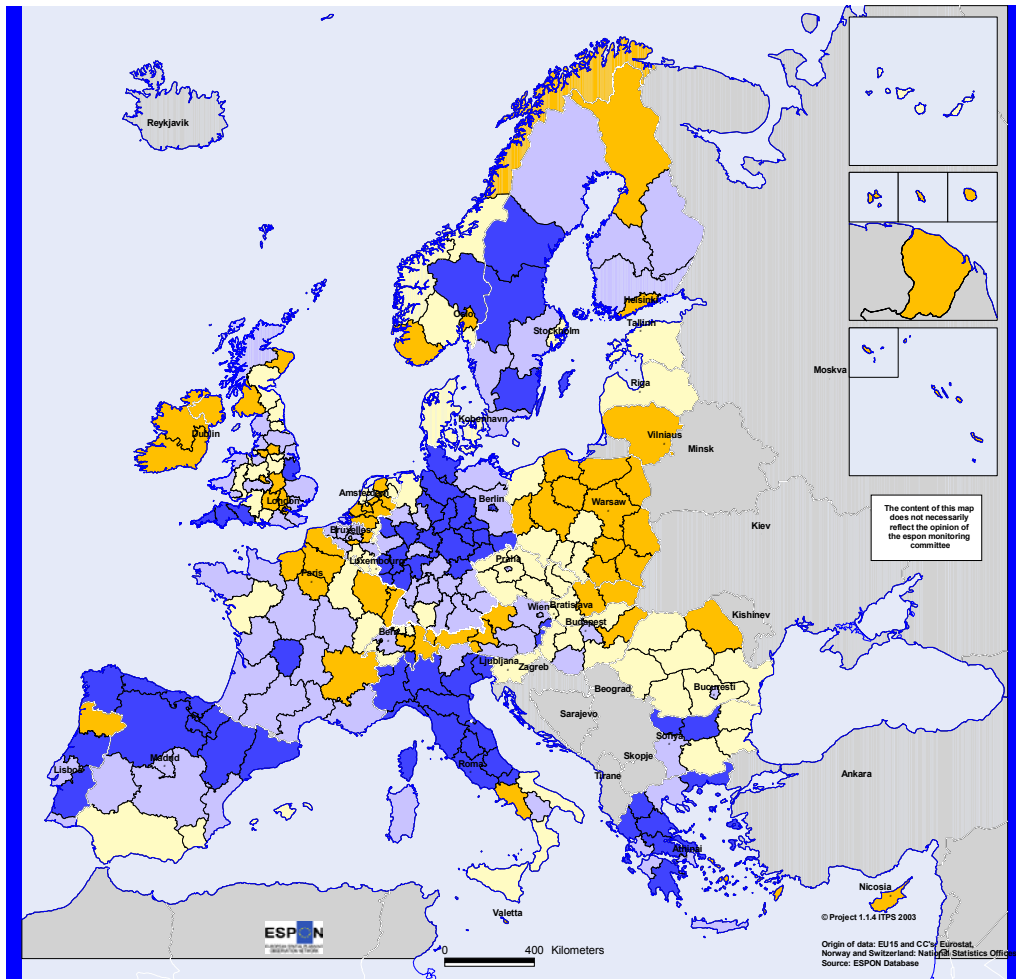 Reykjavik
Oslo
Helsinki
Stockholm
Tallinn
Moskva
Riga
Kobenhavn
Dublin
Vilniaus
Minsk
Amsterdam
Berlin
London
Warsaw
The content of this map
does not necessarily
reflect the opinion of
the espon monitoring
committee
Bruxelles
Kiev
Luxembourg
Praha
Paris
Wien
Bratislava
Kishinev
Bern
Budapest
Ljubljana
Zagreb
Beograd
Bucuresti
Sarajevo
Sofiya
Madrid
Roma
Skopje
Lisboa
Tirane
Ankara
Athinai
Nicosia
Valetta
© Project 1.1.4 ITPS 2003
ESPON
0 400 Kilometers
Origin of data: EU15 and CC's: Eurostat,
Norway and Switzerland: National Statistics Offic
Source: ESPON Database